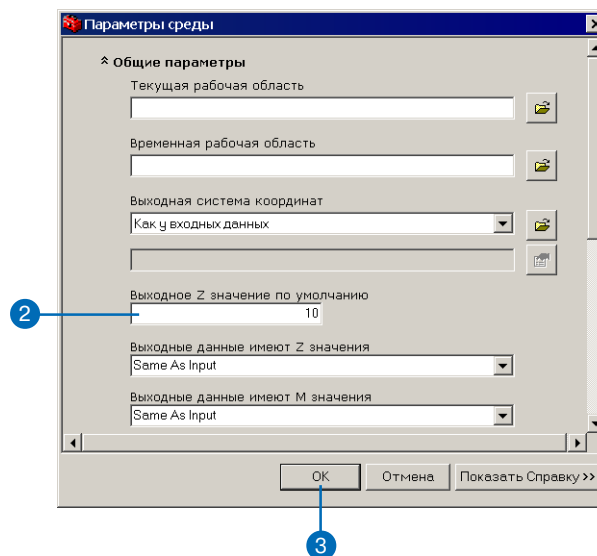 Параметры среды
Общие параметры
Текущая рабочая область
Временная рабочая область
Выходная система координат
Как у входных данных
Выходное Z значение по умолчанию
2
10
Выходные данные имеют Z значения
Same As Input
Выходные данные имеют M значения
Same As Input
OK Отмена Показать Справку >>
3